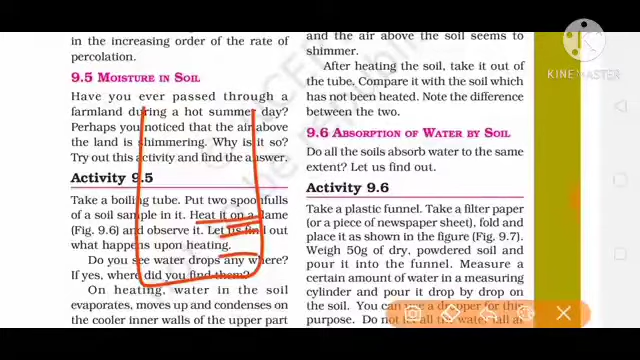 in the increasing order of the rate of
percolation.
9.5 MOISTURE IN SOIL
Have you ever passed through a
farmland during a hot summer day?
Perhaps you noticed that the air above
the land is shimmering. Why is it so?
Try out this activity and find the answer.
Activity 9.5
Take a boiling tube. Put two spoonfulls
of a soil sample in it. Heat it on a flame
(Fig. 9.6) and observe it. Let us find out
what happens upon heating.
Do you see water drops any where?
If yes, where did you find them?
On heating, water in the soil
evaporates, moves up and condenses on
the cooler inner walls of the upper part
and the air above the soil seems to
shimmer.
After heating the soil, take it out of
the tube. Compare it with the soil which
has not been heated. Note the difference
between the two.
9.6 ABSORPTION OF WATER BY SOIL
Do all the soils absorb water to the same
extent? Let us find out.
Activity 9.6
Take a plastic funnel. Take a filter paper
(or a piece of newspaper sheet), fold and
place it as shown in the figure (Fig. 9.7).
Weigh 50g of dry, powdered soil and
pour it into the funnel. Measure a
certain amount of water in a measuring
cylinder and pour it drop by drop on
the soil. You can use a dropper for this
purpose. Do not let all the water fall at
KINEMASTER